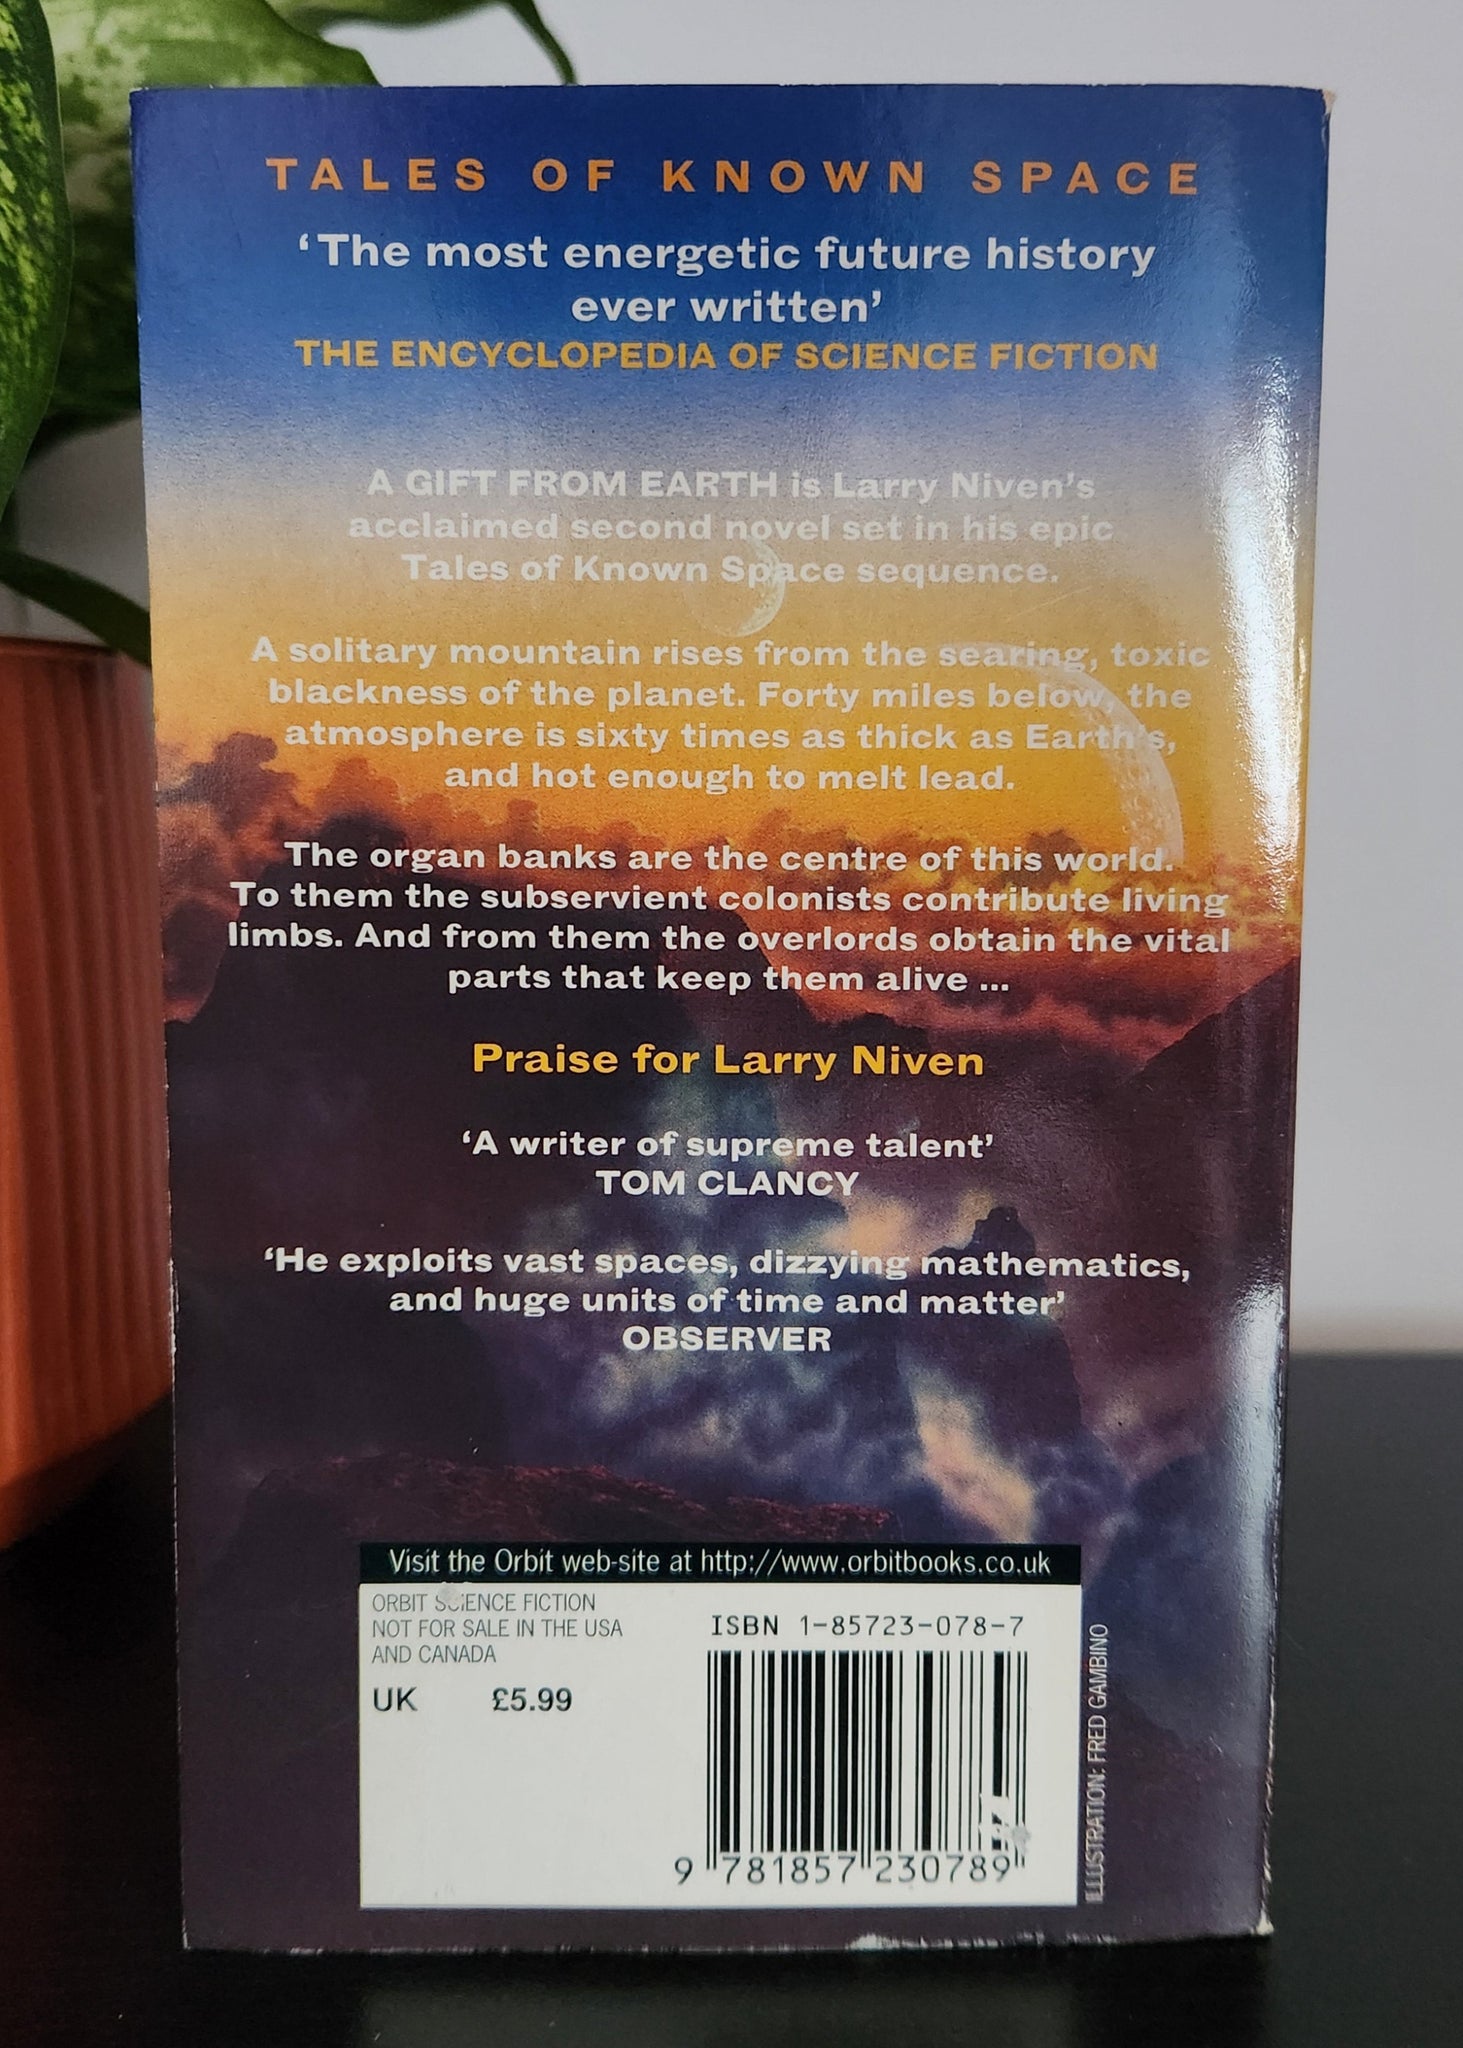 TALES OF KNOWN SPACE
‘The most energetic future history
ever written’
THE ENCYCLOPEDIA OF SCIENCE FICTION
A GIFT FROM EARTH is Larry Niven’s
acclaimed second novel set in his epic
Tales of Known Space sequence.
A solitary mountain rises from the searing, toxic
blackness of the planet. Forty miles below, the
atmosphere is sixty times as thick as Earth’s,
and hot enough to melt lead.
The organ banks are the centre of this world.
To them the subservient colonists contribute living
limbs. And from them the overlords obtain the vital
parts that keep them alive ...
Praise for Larry Niven
‘A writer of supreme talent’
TOM CLANCY
‘He exploits vast spaces, dizzying mathematics,
and huge units of time and matter’
OBSERVER
Visit the Orbit web-site at http://www.orbitbooks.co.uk
ORBIT SCIENCE FICTION
NOT FOR SALE IN THE USA
AND CANADA
UK £5.99
ISBN 1-85723-078-7
9 781857 230789
ILLUSTRATION: FRED GAMBINO